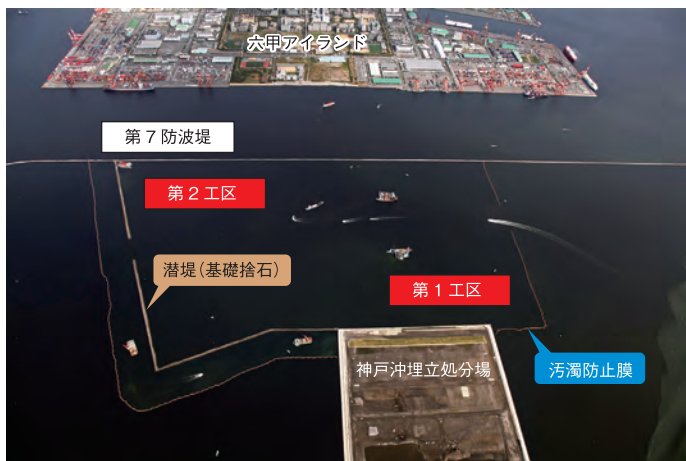 六甲アイランド
第7防波堤
第2工区
潜堤（基礎捨石）
第1工区
神戸沖埋立処分場
汚濁防止膜